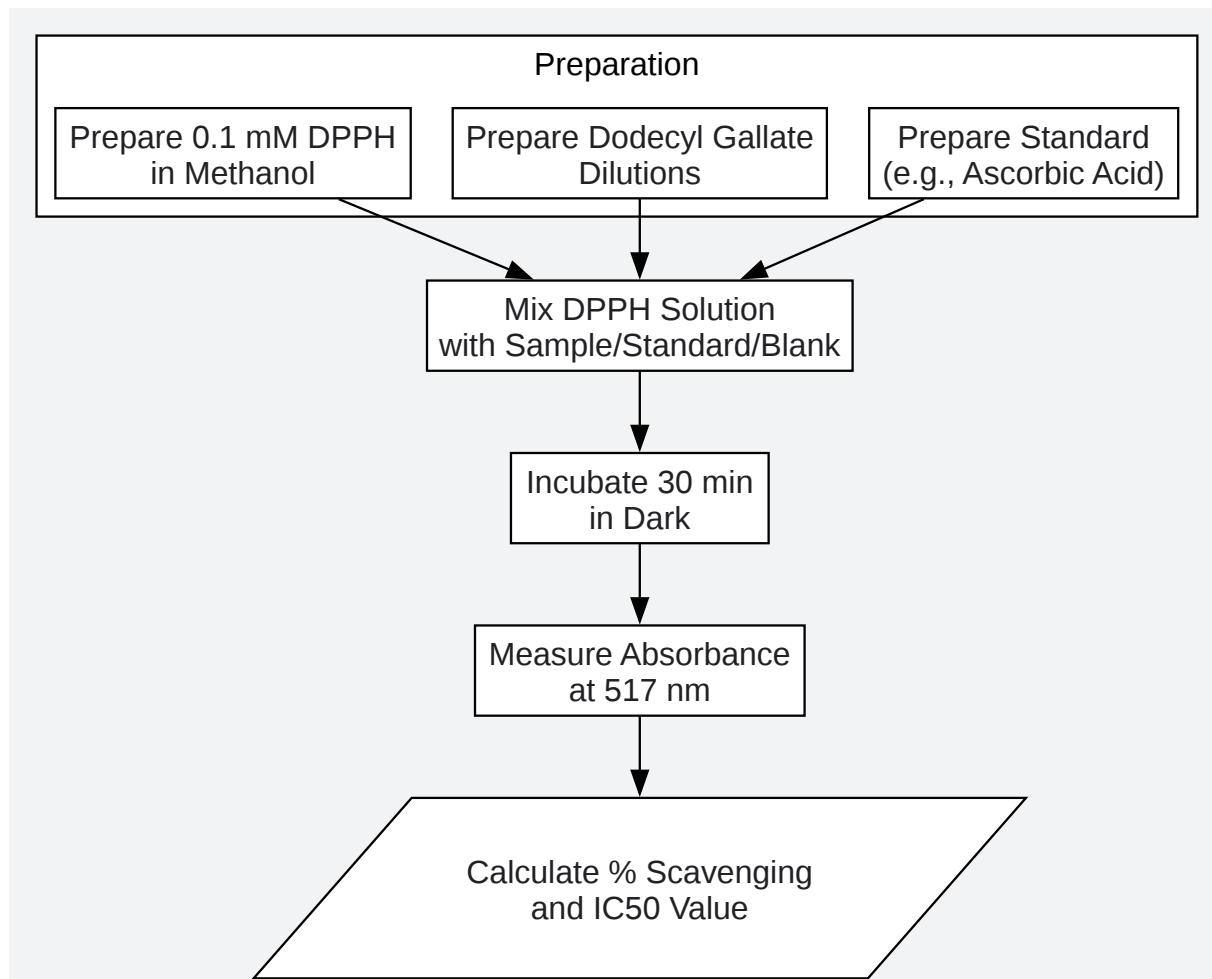 Preparation
Prepare 0.1 mM DPPH
in Methanol
Prepare Dodecyl Gallate
Dilutions
Prepare Standard
(e.g., Ascorbic Acid)
Mix DPPH Solution
with Sample/Standard/Blank
Incubate 30 min
in Dark
Measure Absorbance
at 517 nm
Calculate % Scavenging
and IC50 Value